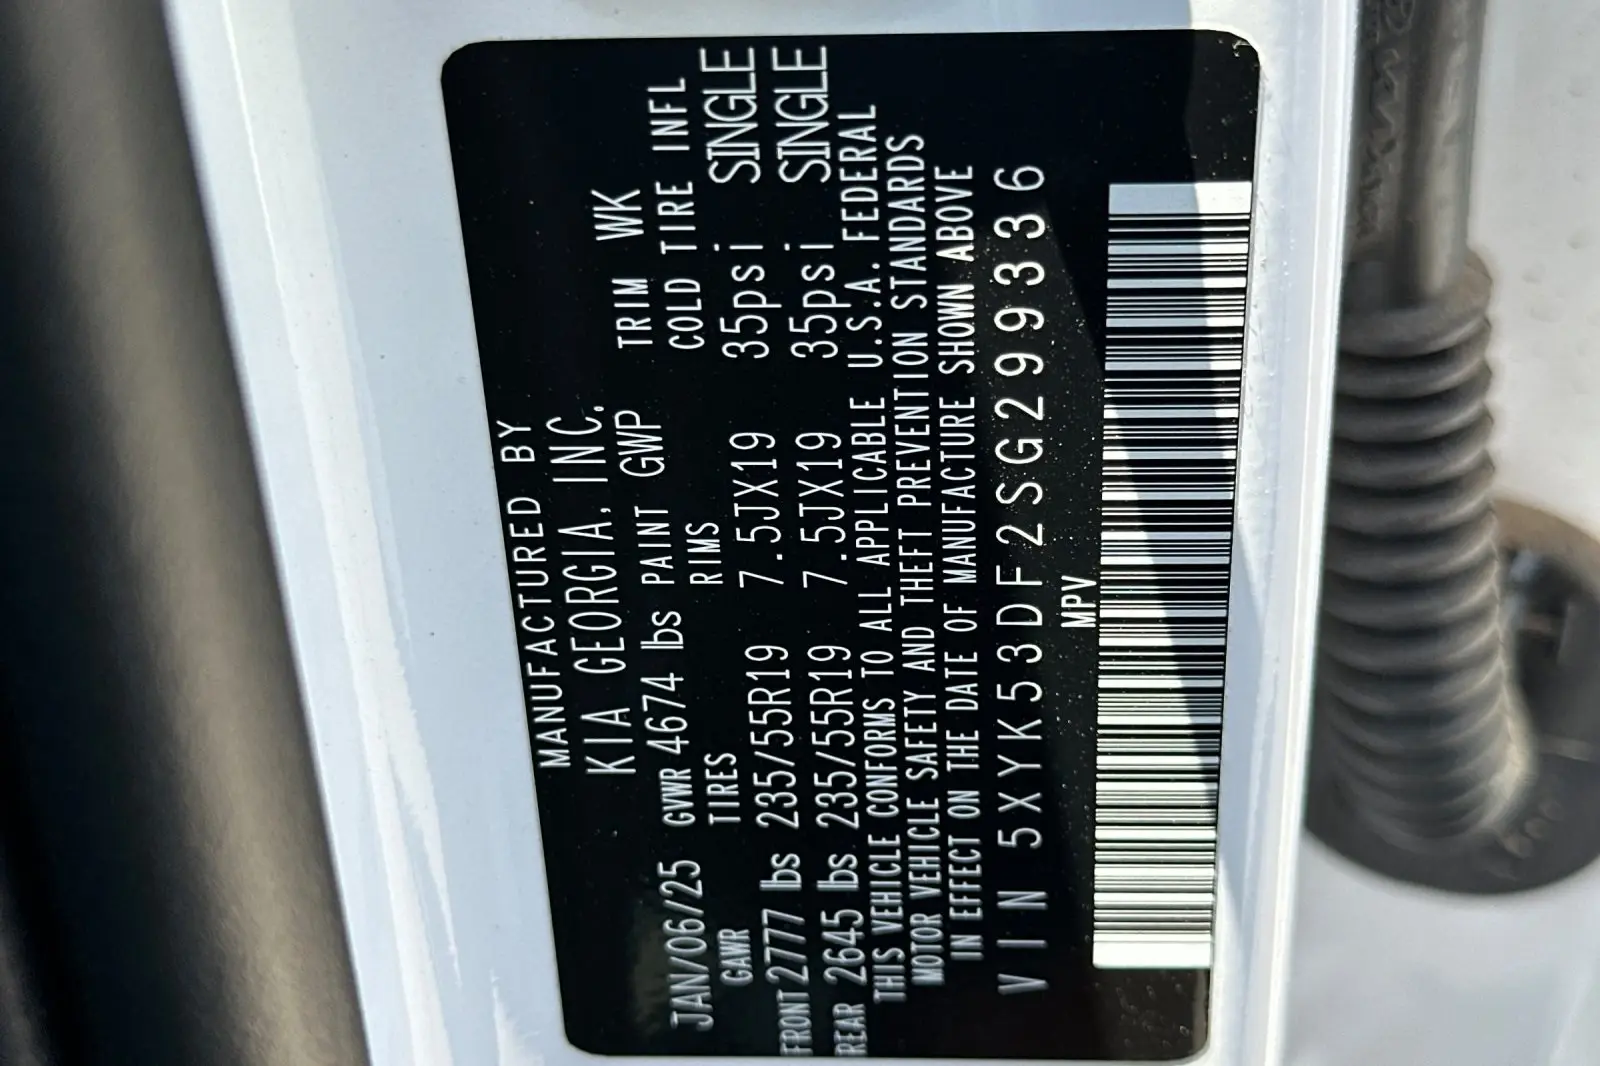 MANUFACTURED BY
KIA GEORGIA, INC.
JAN/06/25 GVWR 4674 lbs PAINT GWP TRIM WK
GAWR TIRES RIMS COLD TIRE INFL
FRONT 2777 lbs 235/55R19 7.5JX19 35psi SINGLE
REAR 2645 lbs 235/55R19 7.5JX19 35psi SINGLE
THIS VEHICLE CONFORMS TO ALL APPLICABLE U.S.A. FEDERAL
MOTOR VEHICLE SAFETY AND THEFT PREVENTION STANDARDS
IN EFFECT ON THE DATE OF MANUFACTURE SHOWN ABOVE
VIN 5XYK53DF2SG299336
MPV